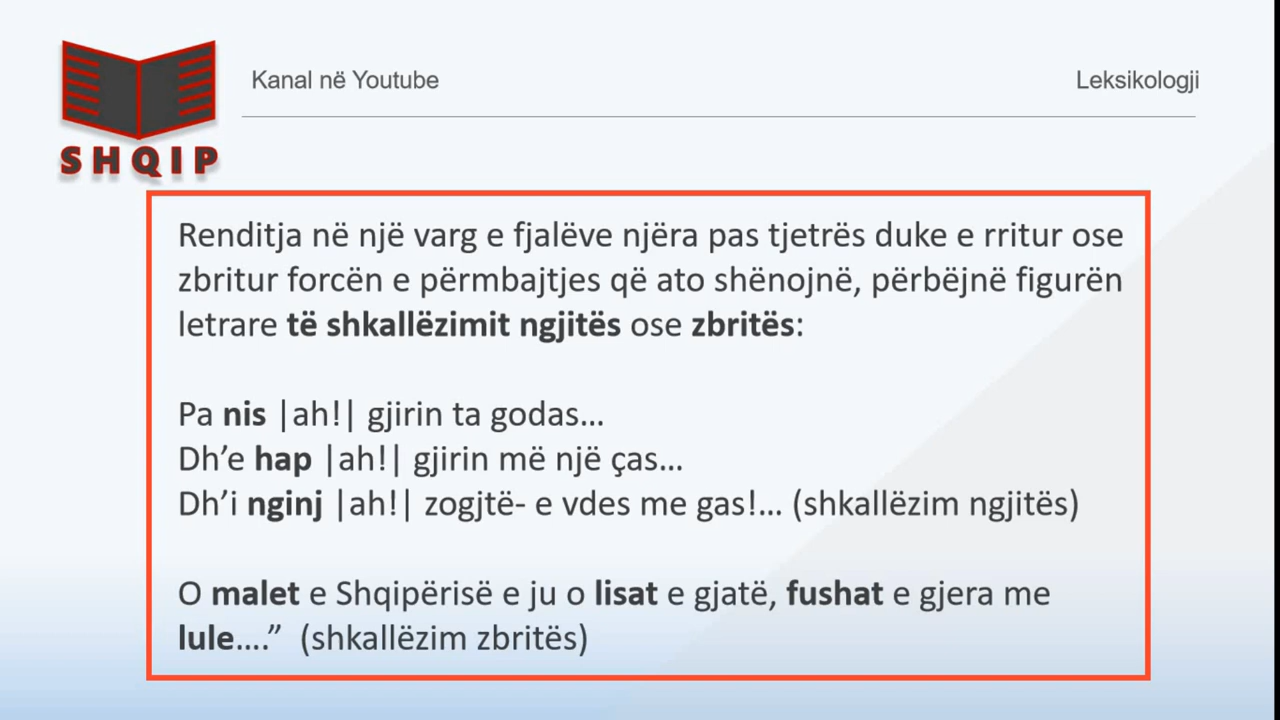 SHQIP
Kanal në Youtube
Leksikologji
Renditja në një varg e fjalëve njëra pas tjetrës duke e rritur ose
zbritur forcën e përmbajtjes që ato shënojnë, përbëjnë figurën
letrare të shkallëzimit ngjitës ose zbritës:
Pa nis |ah!| gjirin ta godas...
Dh’e hap |ah!| gjirin më një ças...
Dh’i nginj |ah!| zogjtë- e vdes me gas!... (shkallëzim ngjitës)
O malet e Shqipërisë e ju o lisat e gjatë, fushat e gjera me
lule....” (shkallëzim zbritës)